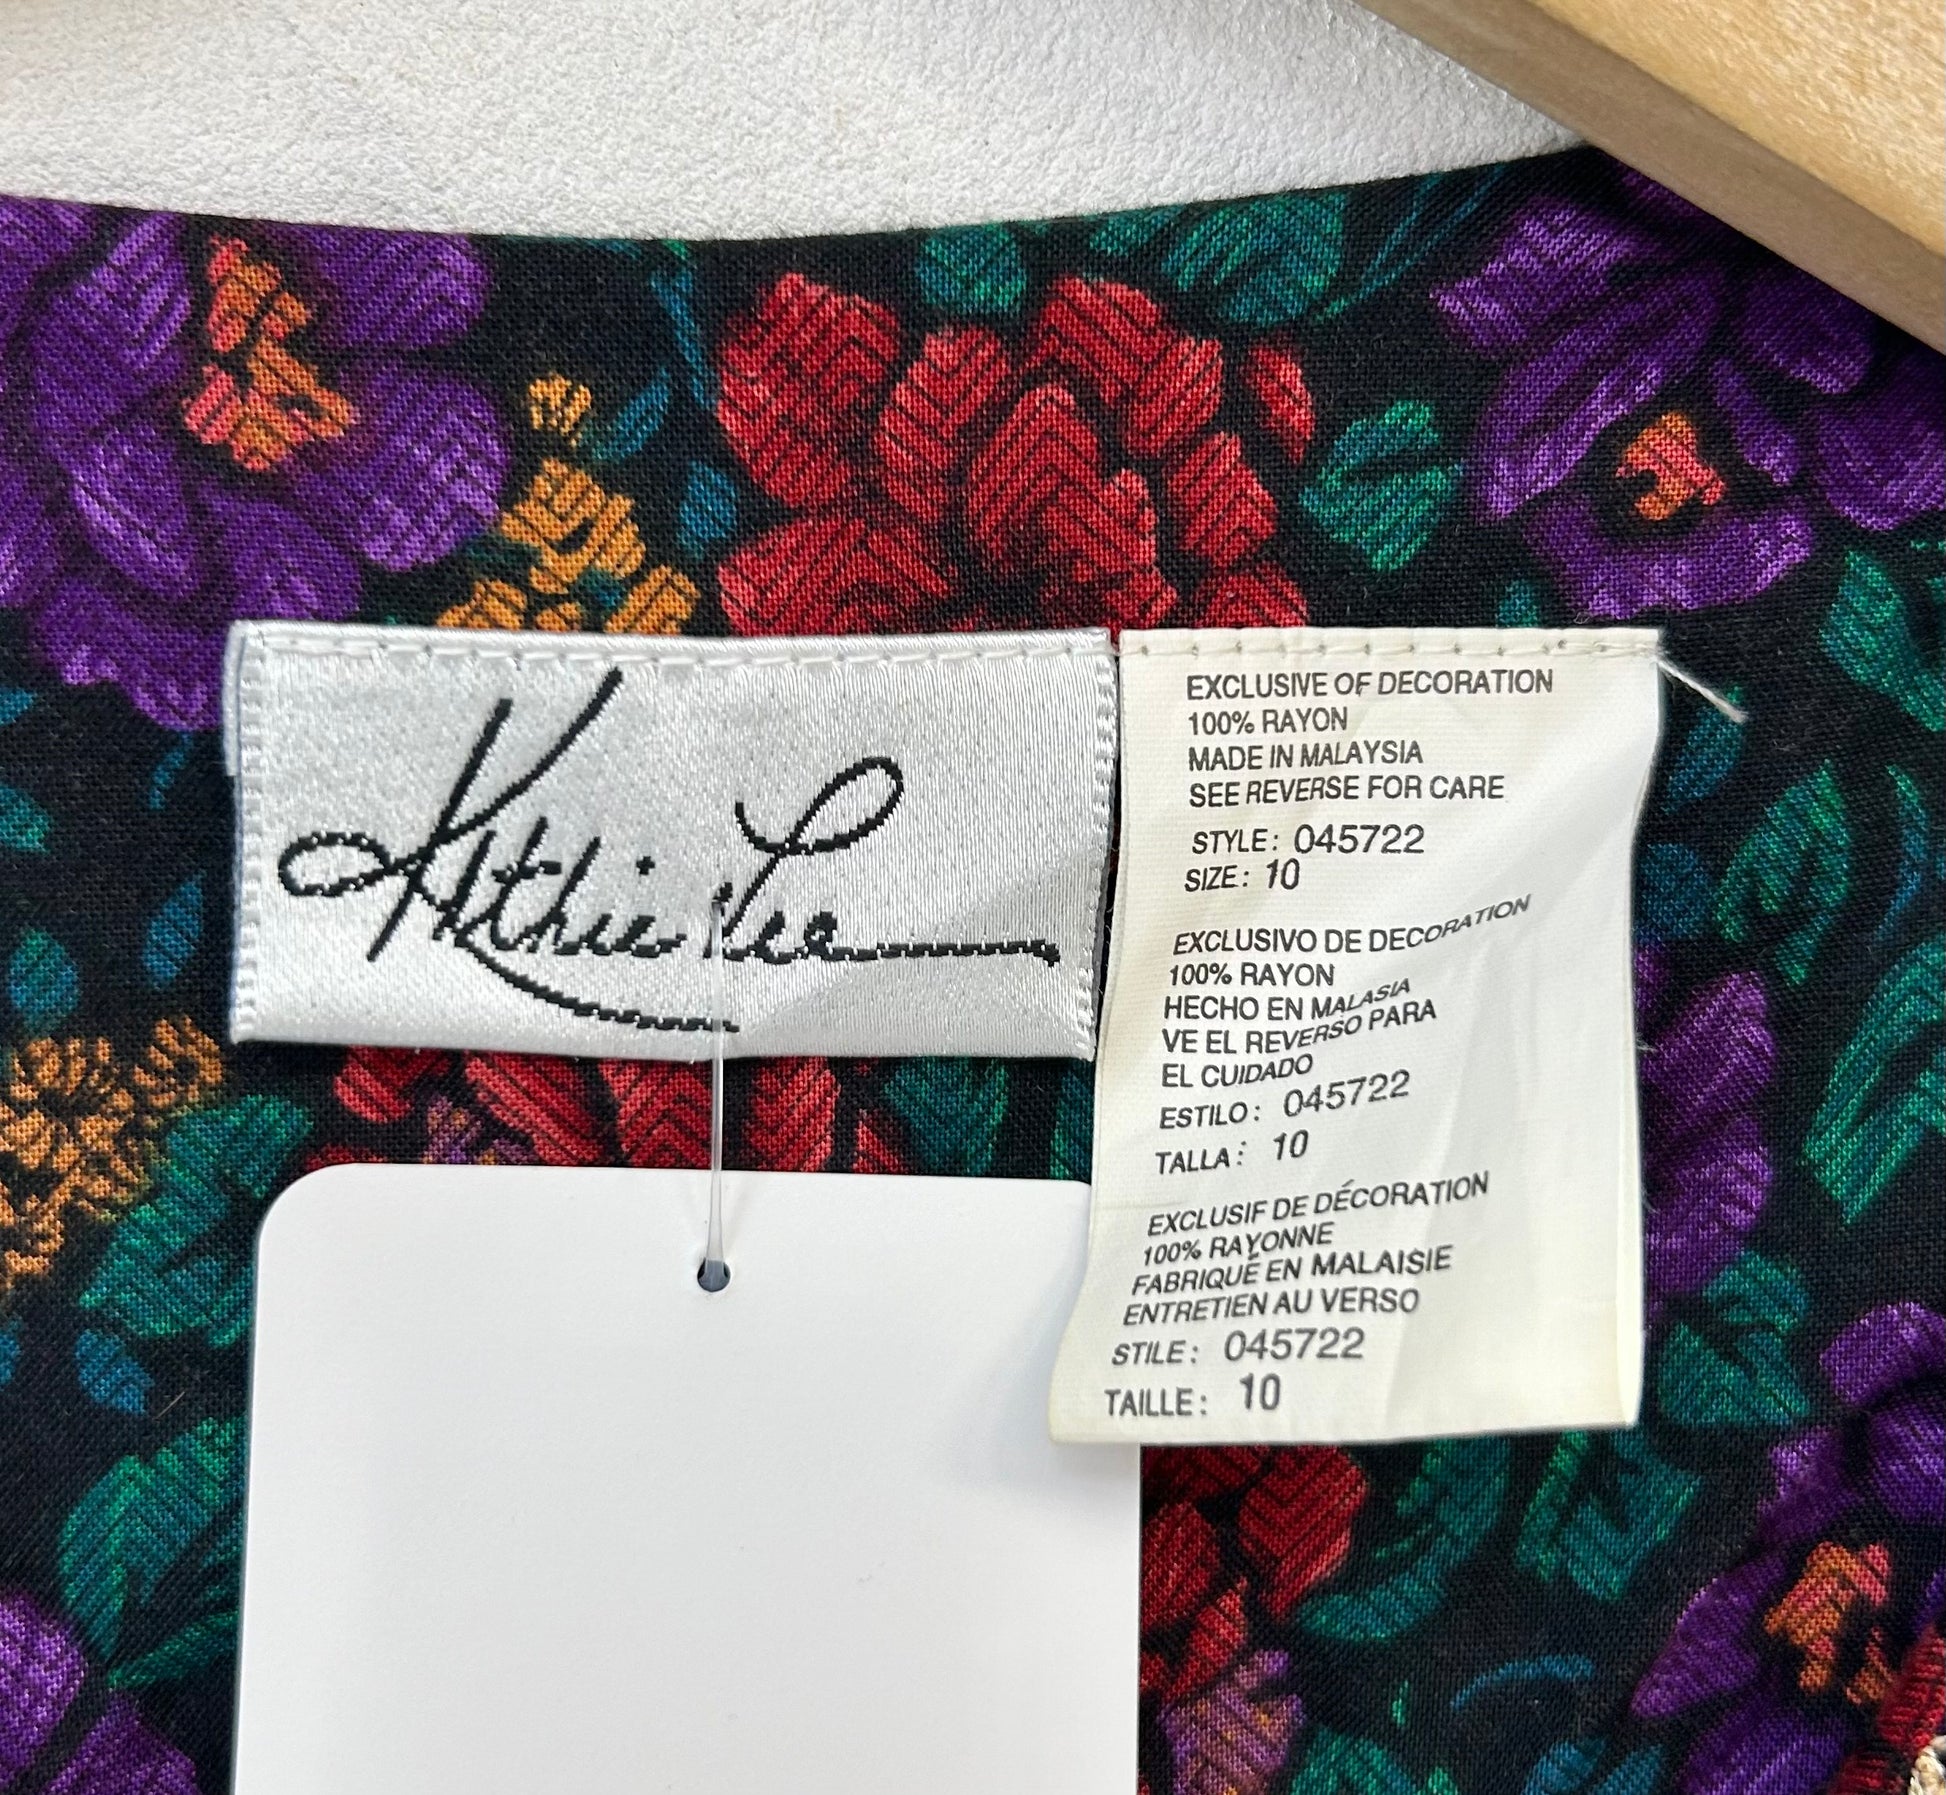 Kathie Lee
EXCLUSIVE OF DECORATION
100% RAYON
MADE IN MALAYSIA
SEE REVERSE FOR CARE
STYLE: 045722
SIZE: 10
EXCLUSIVO DE DECORATION
100% RAYON
HECHO EN MALASIA
VE EL REVERSO PARA
EL CUIDADO
ESTILO: 045722
TALLA: 10
EXCLUSIF DE DÉCORATION
100% RAYONNE
FABRIQUÉ EN MALAISIE
ENTRETIEN AU VERSO
STILE: 045722
TAILLE: 10